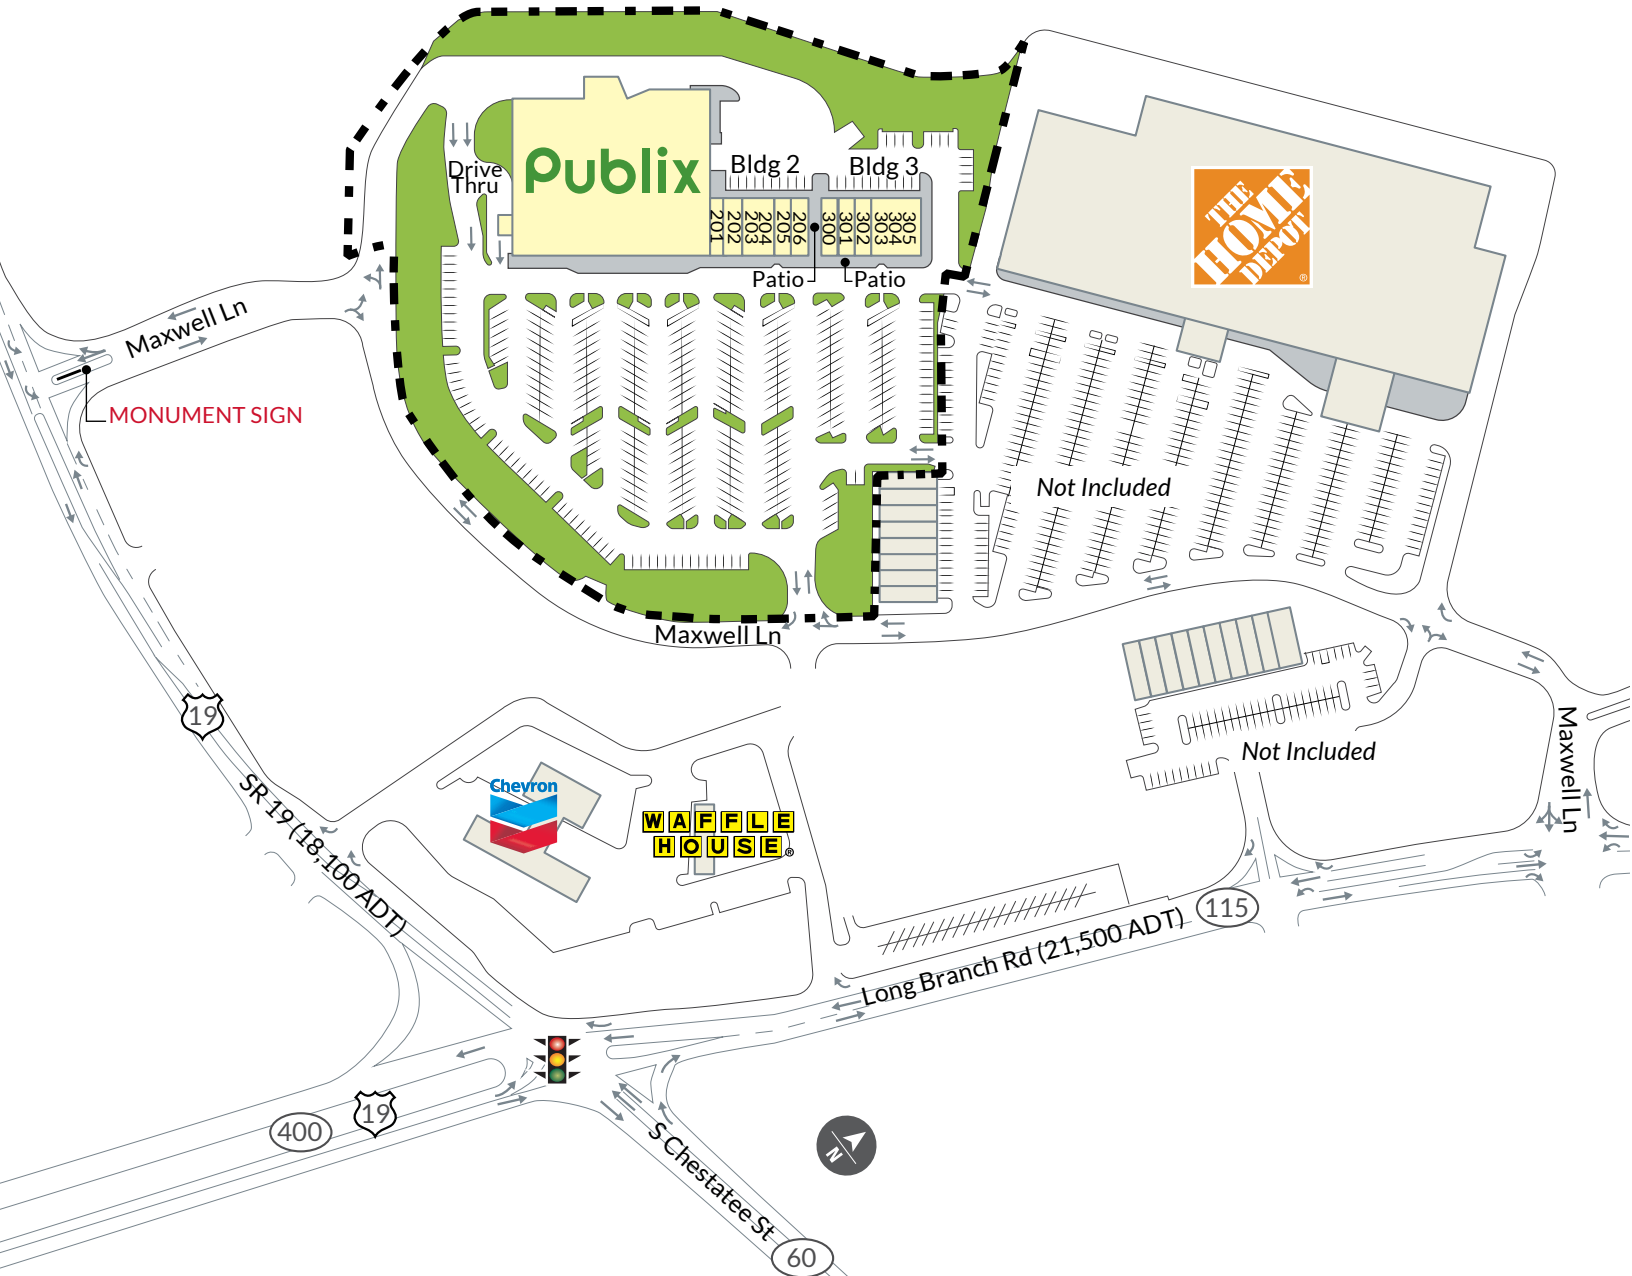 Publix
Drive
Thru
Bldg 2
Bldg 3
201
202
203
204
205
206
300
301
302
303
304
305
Patio
Patio
THE
HOME
DEPOT
®
Maxwell Ln
MONUMENT SIGN
Not Included
Maxwell Ln
19
Not Included
Maxwell Ln
SR 19 (18,100 ADT)
Chevron
WAFFLE
HOUSE®
115
Long Branch Rd (21,500 ADT)
19
400
S Chestatee St
N
60